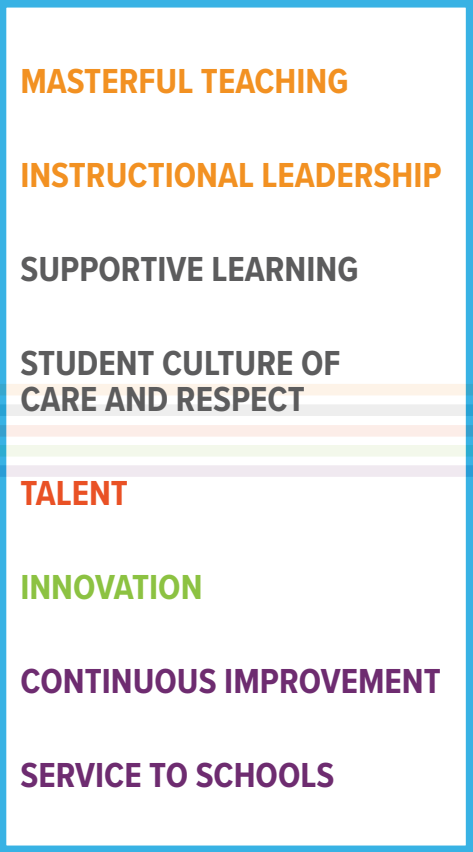 MASTERFUL TEACHING
INSTRUCTIONAL LEADERSHIP
SUPPORTIVE LEARNING
STUDENT CULTURE OF
CARE AND RESPECT
TALENT
INNOVATION
CONTINUOUS IMPROVEMENT
SERVICE TO SCHOOLS